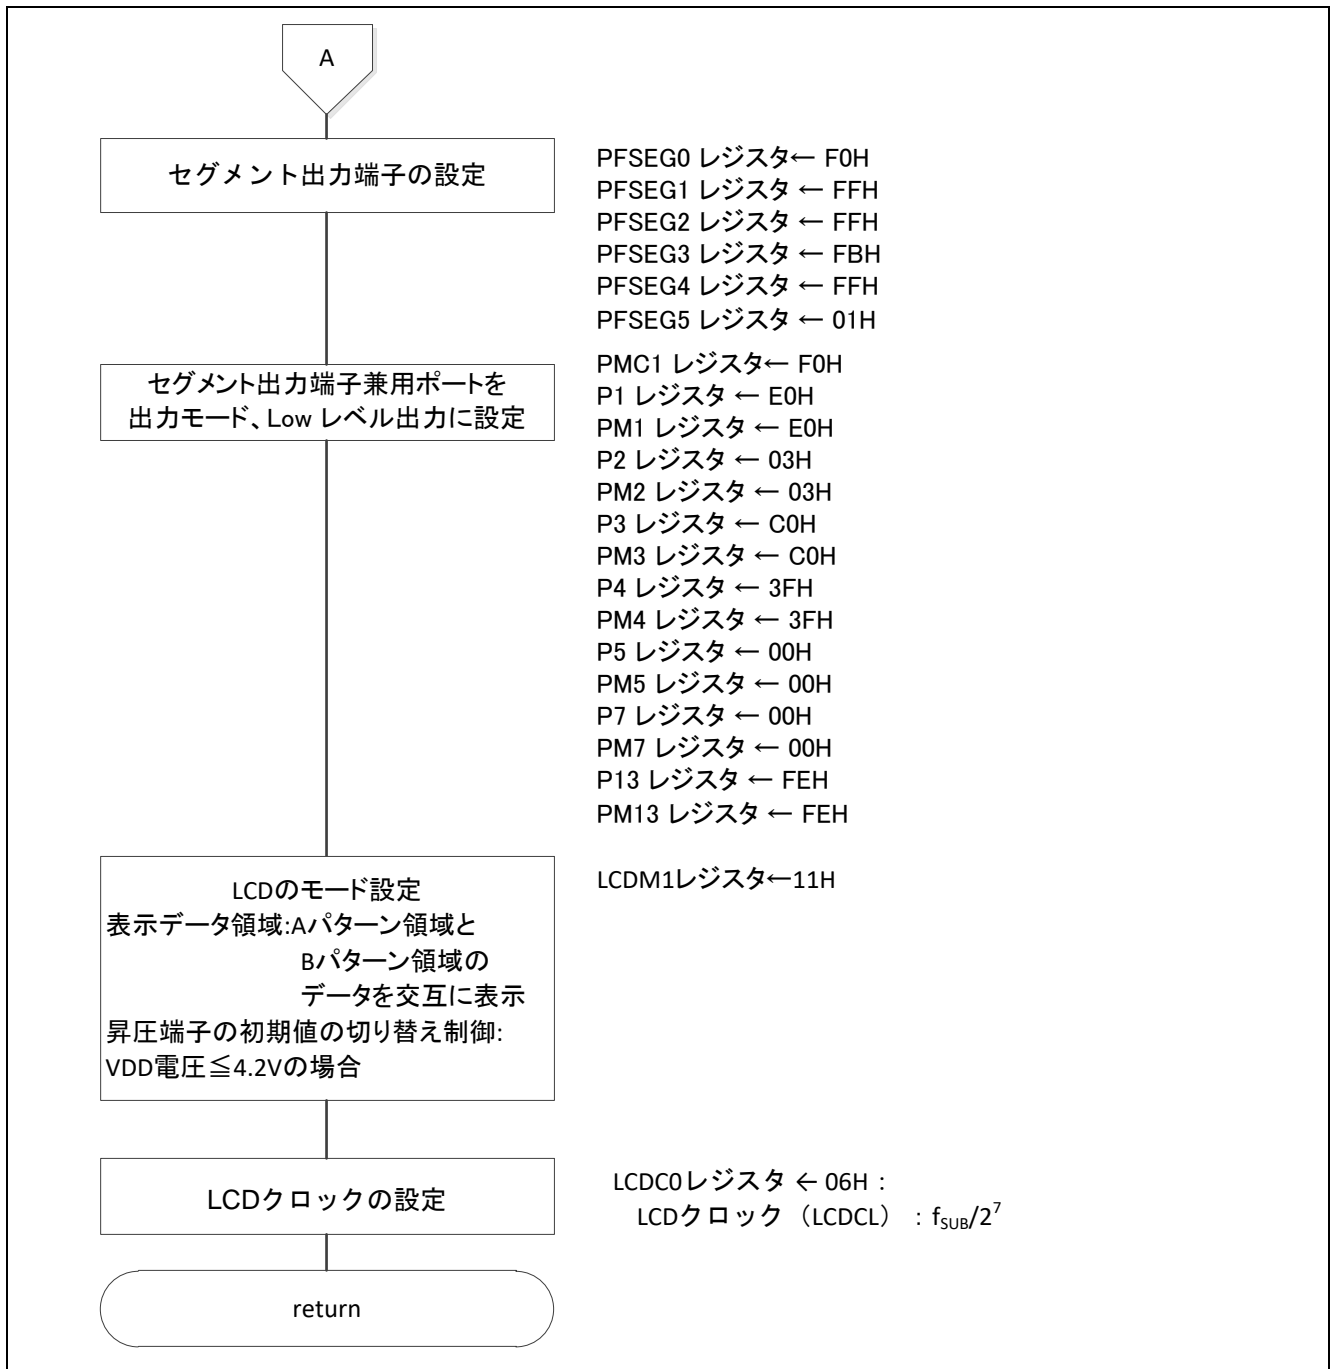 A
セグメント出力端子の設定
PFSEG0 レジスタ← F0H
PFSEG1 レジスタ ← FFH
PFSEG2 レジスタ ← FFH
PFSEG3 レジスタ ← FBH
PFSEG4 レジスタ ← FFH
PFSEG5 レジスタ ← 01H
セグメント出力端子兼用ポートを
出力モード、Low レベル出力に設定
PMC1 レジスタ← F0H
P1 レジスタ ← E0H
PM1 レジスタ ← E0H
P2 レジスタ ← 03H
PM2 レジスタ ← 03H
P3 レジスタ ← C0H
PM3 レジスタ ← C0H
P4 レジスタ ← 3FH
PM4 レジスタ ← 3FH
P5 レジスタ ← 00H
PM5 レジスタ ← 00H
P7 レジスタ ← 00H
PM7 レジスタ ← 00H
P13 レジスタ ← FEH
PM13 レジスタ ← FEH
LCDのモード設定
表示データ領域:Aパターン領域と
Bパターン領域の
データを交互に表示
昇圧端子の初期値の切り替え制御:
VDD電圧≦4.2Vの場合
LCDM1レジスタ←11H
LCDクロックの設定
LCDC0レジスタ ← 06H :
LCDクロック（LCDCL） : fSUB/2⁷
return